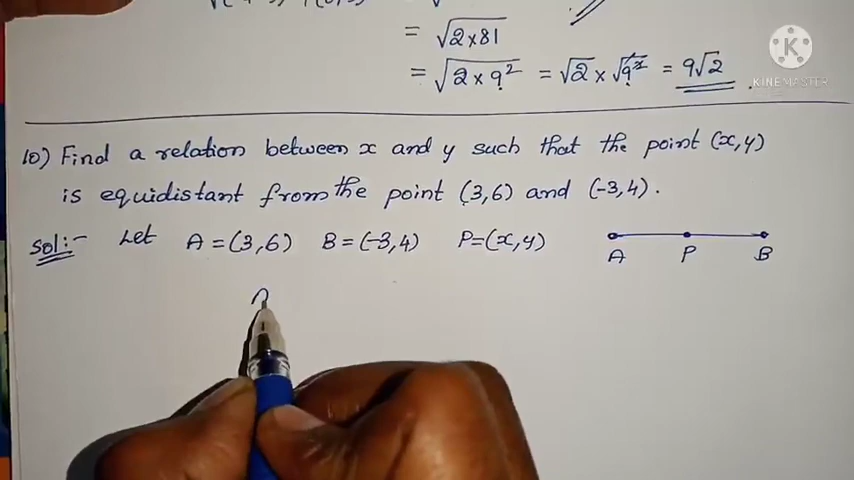 = √2×81
= √2×9² = √2 × √9² = 9√2.
KINEMASTER
10) Find a relation between x and y such that the point (x,y)
is equidistant from the point (3,6) and (-3,4).
Sol:- Let A = (3,6) B = (-3,4) P=(x,y)
A P B